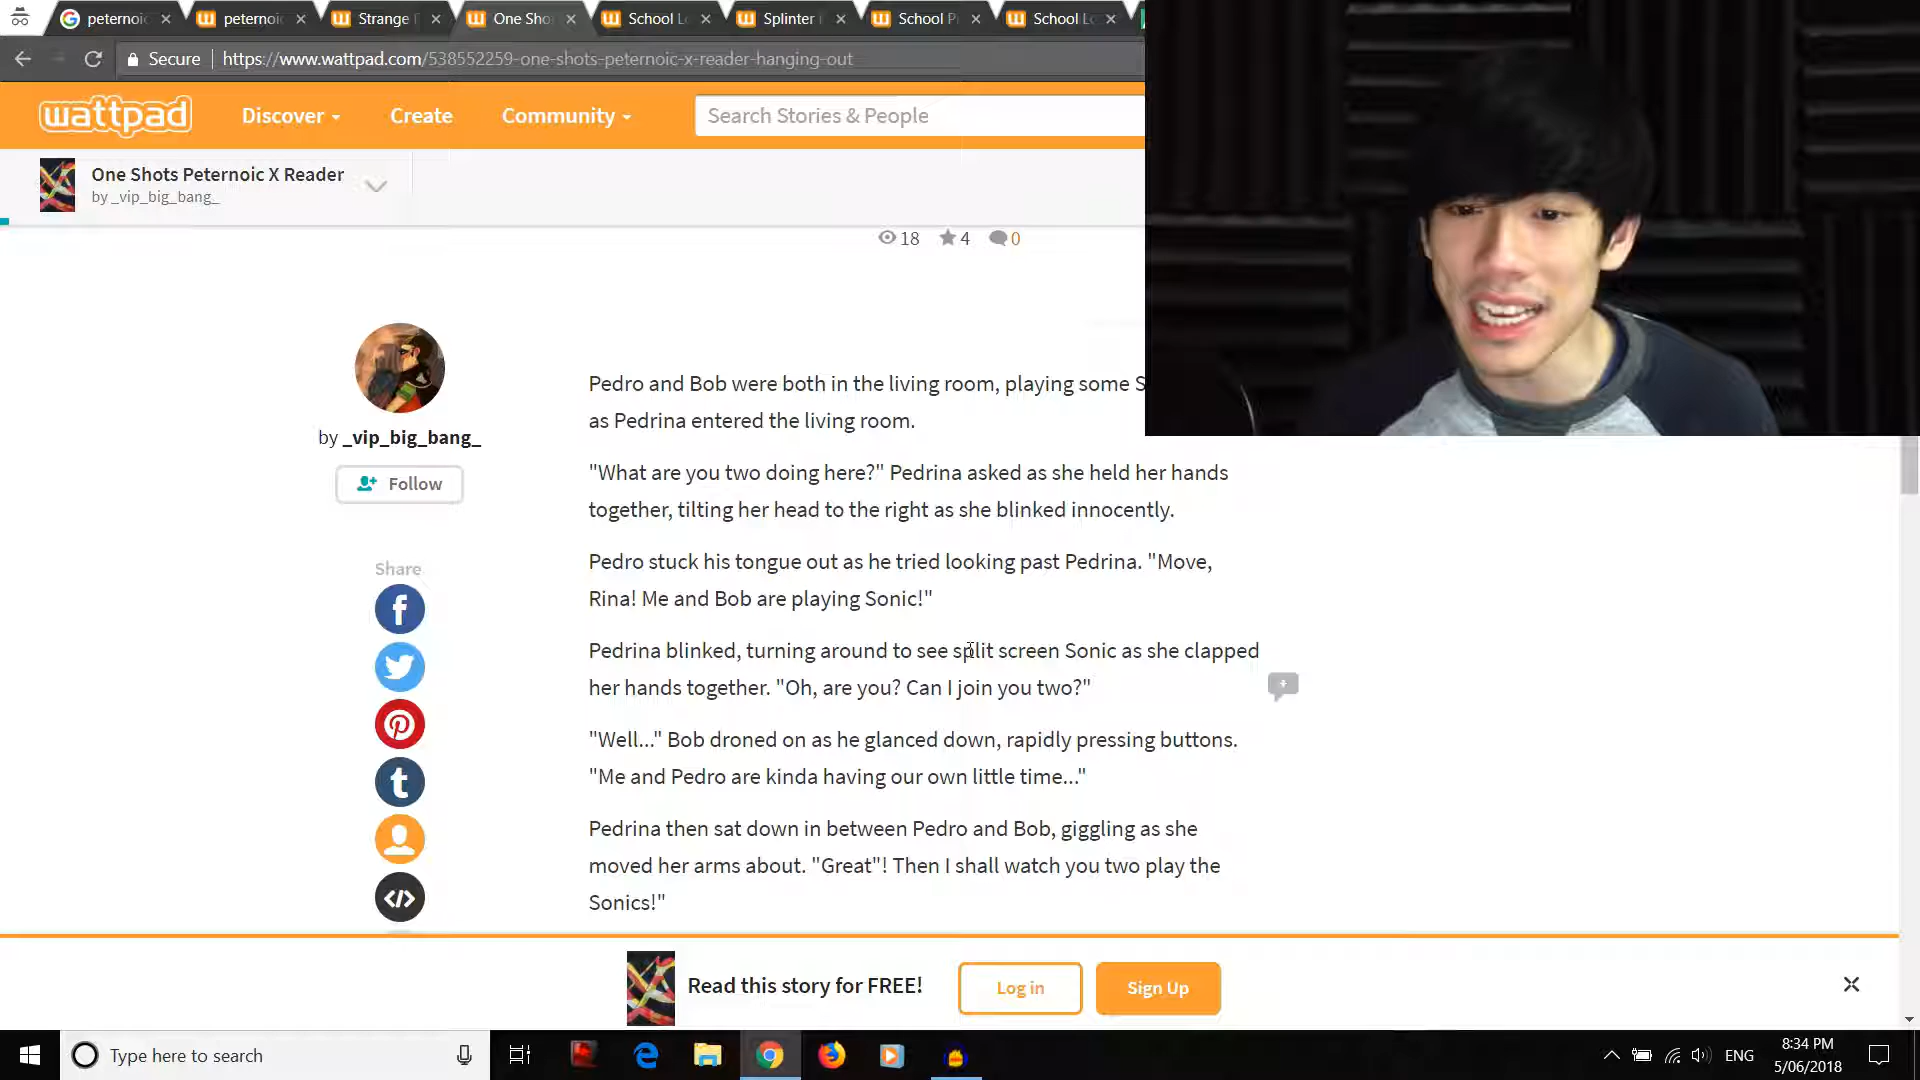 peternoic
peternoic
Strange
One Sho
School Lo
Splinter
School P
School Lo
Secure
https://www.wattpad.com/538552259-one-shots-peternoic-x-reader-hanging-out
wattpad
Discover
Create
Community
Search Stories & People
One Shots Peternoic X Reader
by _vip_big_bang_
18
4
0
by _vip_big_bang_
Follow
Share
Pedro and Bob were both in the living room, playing some S
as Pedrina entered the living room.
"What are you two doing here?" Pedrina asked as she held her hands
together, tilting her head to the right as she blinked innocently.
Pedro stuck his tongue out as he tried looking past Pedrina. "Move,
Rina! Me and Bob are playing Sonic!"
Pedrina blinked, turning around to see split screen Sonic as she clapped
her hands together. "Oh, are you? Can I join you two?"
"Well..." Bob droned on as he glanced down, rapidly pressing buttons.
"Me and Pedro are kinda having our own little time..."
Pedrina then sat down in between Pedro and Bob, giggling as she
moved her arms about. "Great"! Then I shall watch you two play the
Sonics!"
Read this story for FREE!
Log in
Sign Up
Type here to search
ENG
8:34 PM
5/06/2018